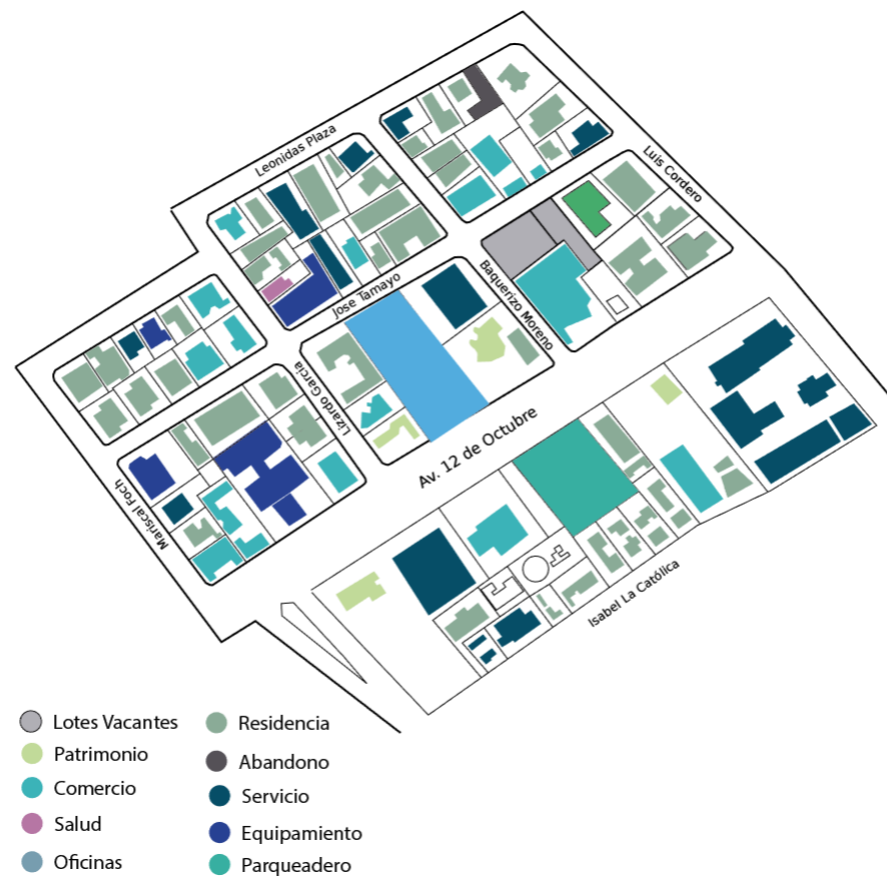 Leonidas Plaza
Luis Cordero
Jose Tamayo
Baquerizo Moreno
Lizardo García
Av. 12 de Octubre
Mariscal Foch
Isabel La Católica
Lotes Vacantes
Residencia
Patrimonio
Abandono
Comercio
Servicio
Salud
Equipamiento
Oficinas
Parqueadero